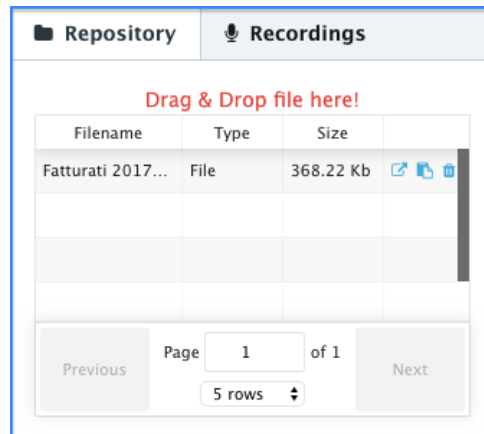 Repository Recordings
Drag & Drop file here!
Filename Type Size
Fatturati 2017... File 368.22 Kb
Previous Page 1 of 1 Next
5 rows